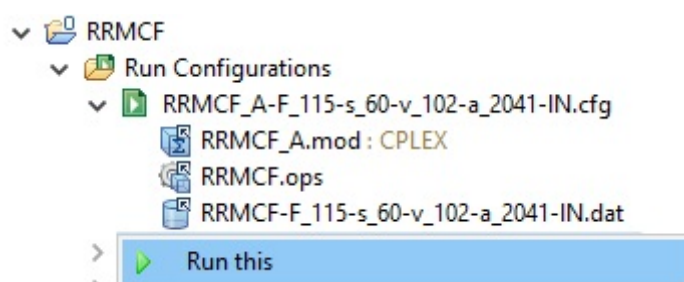 RRMCF
Run Configurations
RRMCF_A-F_115-s_60-v_102-a_2041-IN.cfg
RRMCF_A.mod : CPLEX
RRMCF.ops
RRMCF-F_115-s_60-v_102-a_2041-IN.dat
Run this